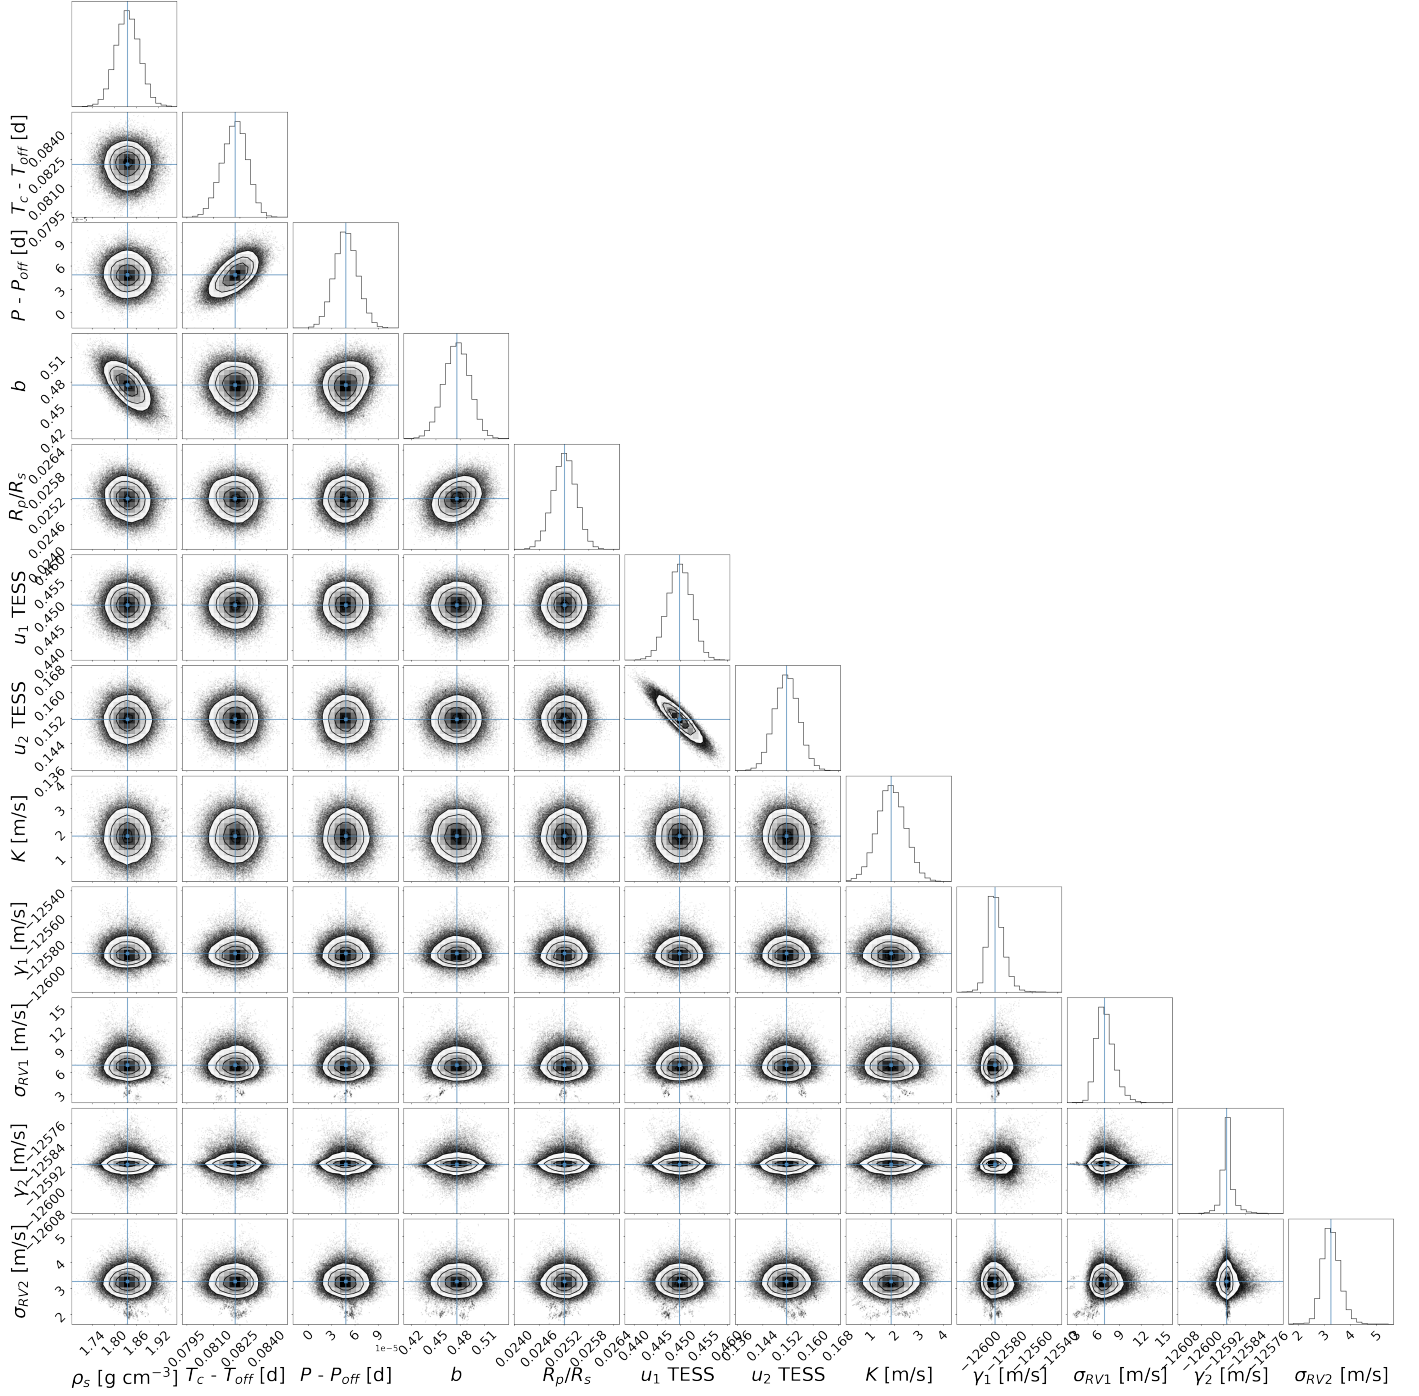 T_c - T_off [d]
0.0840
0.0825
0.0810
0.0795
1e−5
P - P_off [d]
9
6
3
0
b
0.51
0.48
0.45
0.42
R_p/R_s
0.0264
0.0258
0.0252
0.0246
0.0240
u_1 TESS
0.460
0.455
0.450
0.445
0.440
u_2 TESS
0.168
0.160
0.152
0.144
0.136
K [m/s]
4
3
2
1
γ_1 [m/s]
−12540
−12560
−12580
−12600
σ_RV1 [m/s]
15
12
9
6
3
γ_2 [m/s]
−12576
−12584
−12592
−12600
−12608
σ_RV2 [m/s]
5
4
3
2
1.74 1.80 1.86 1.92
0.0795 0.0810 0.0825 0.0840
0 3 6 9
1e−5
0.42 0.45 0.48 0.51
0.0240 0.0246 0.0252 0.0258 0.0264
0.440 0.445 0.450 0.455 0.460
0.136 0.144 0.152 0.160 0.168
1 2 3 4
−12600 −12580 −12560 −12540
3 6 9 12 15
−12608 −12600 −12592 −12584 −12576
2 3 4 5
ρ_s [g cm⁻³] T_c - T_off [d] P - P_off [d] b R_p/R_s u_1 TESS u_2 TESS K [m/s] γ_1 [m/s] σ_RV1 [m/s] γ_2 [m/s] σ_RV2 [m/s]